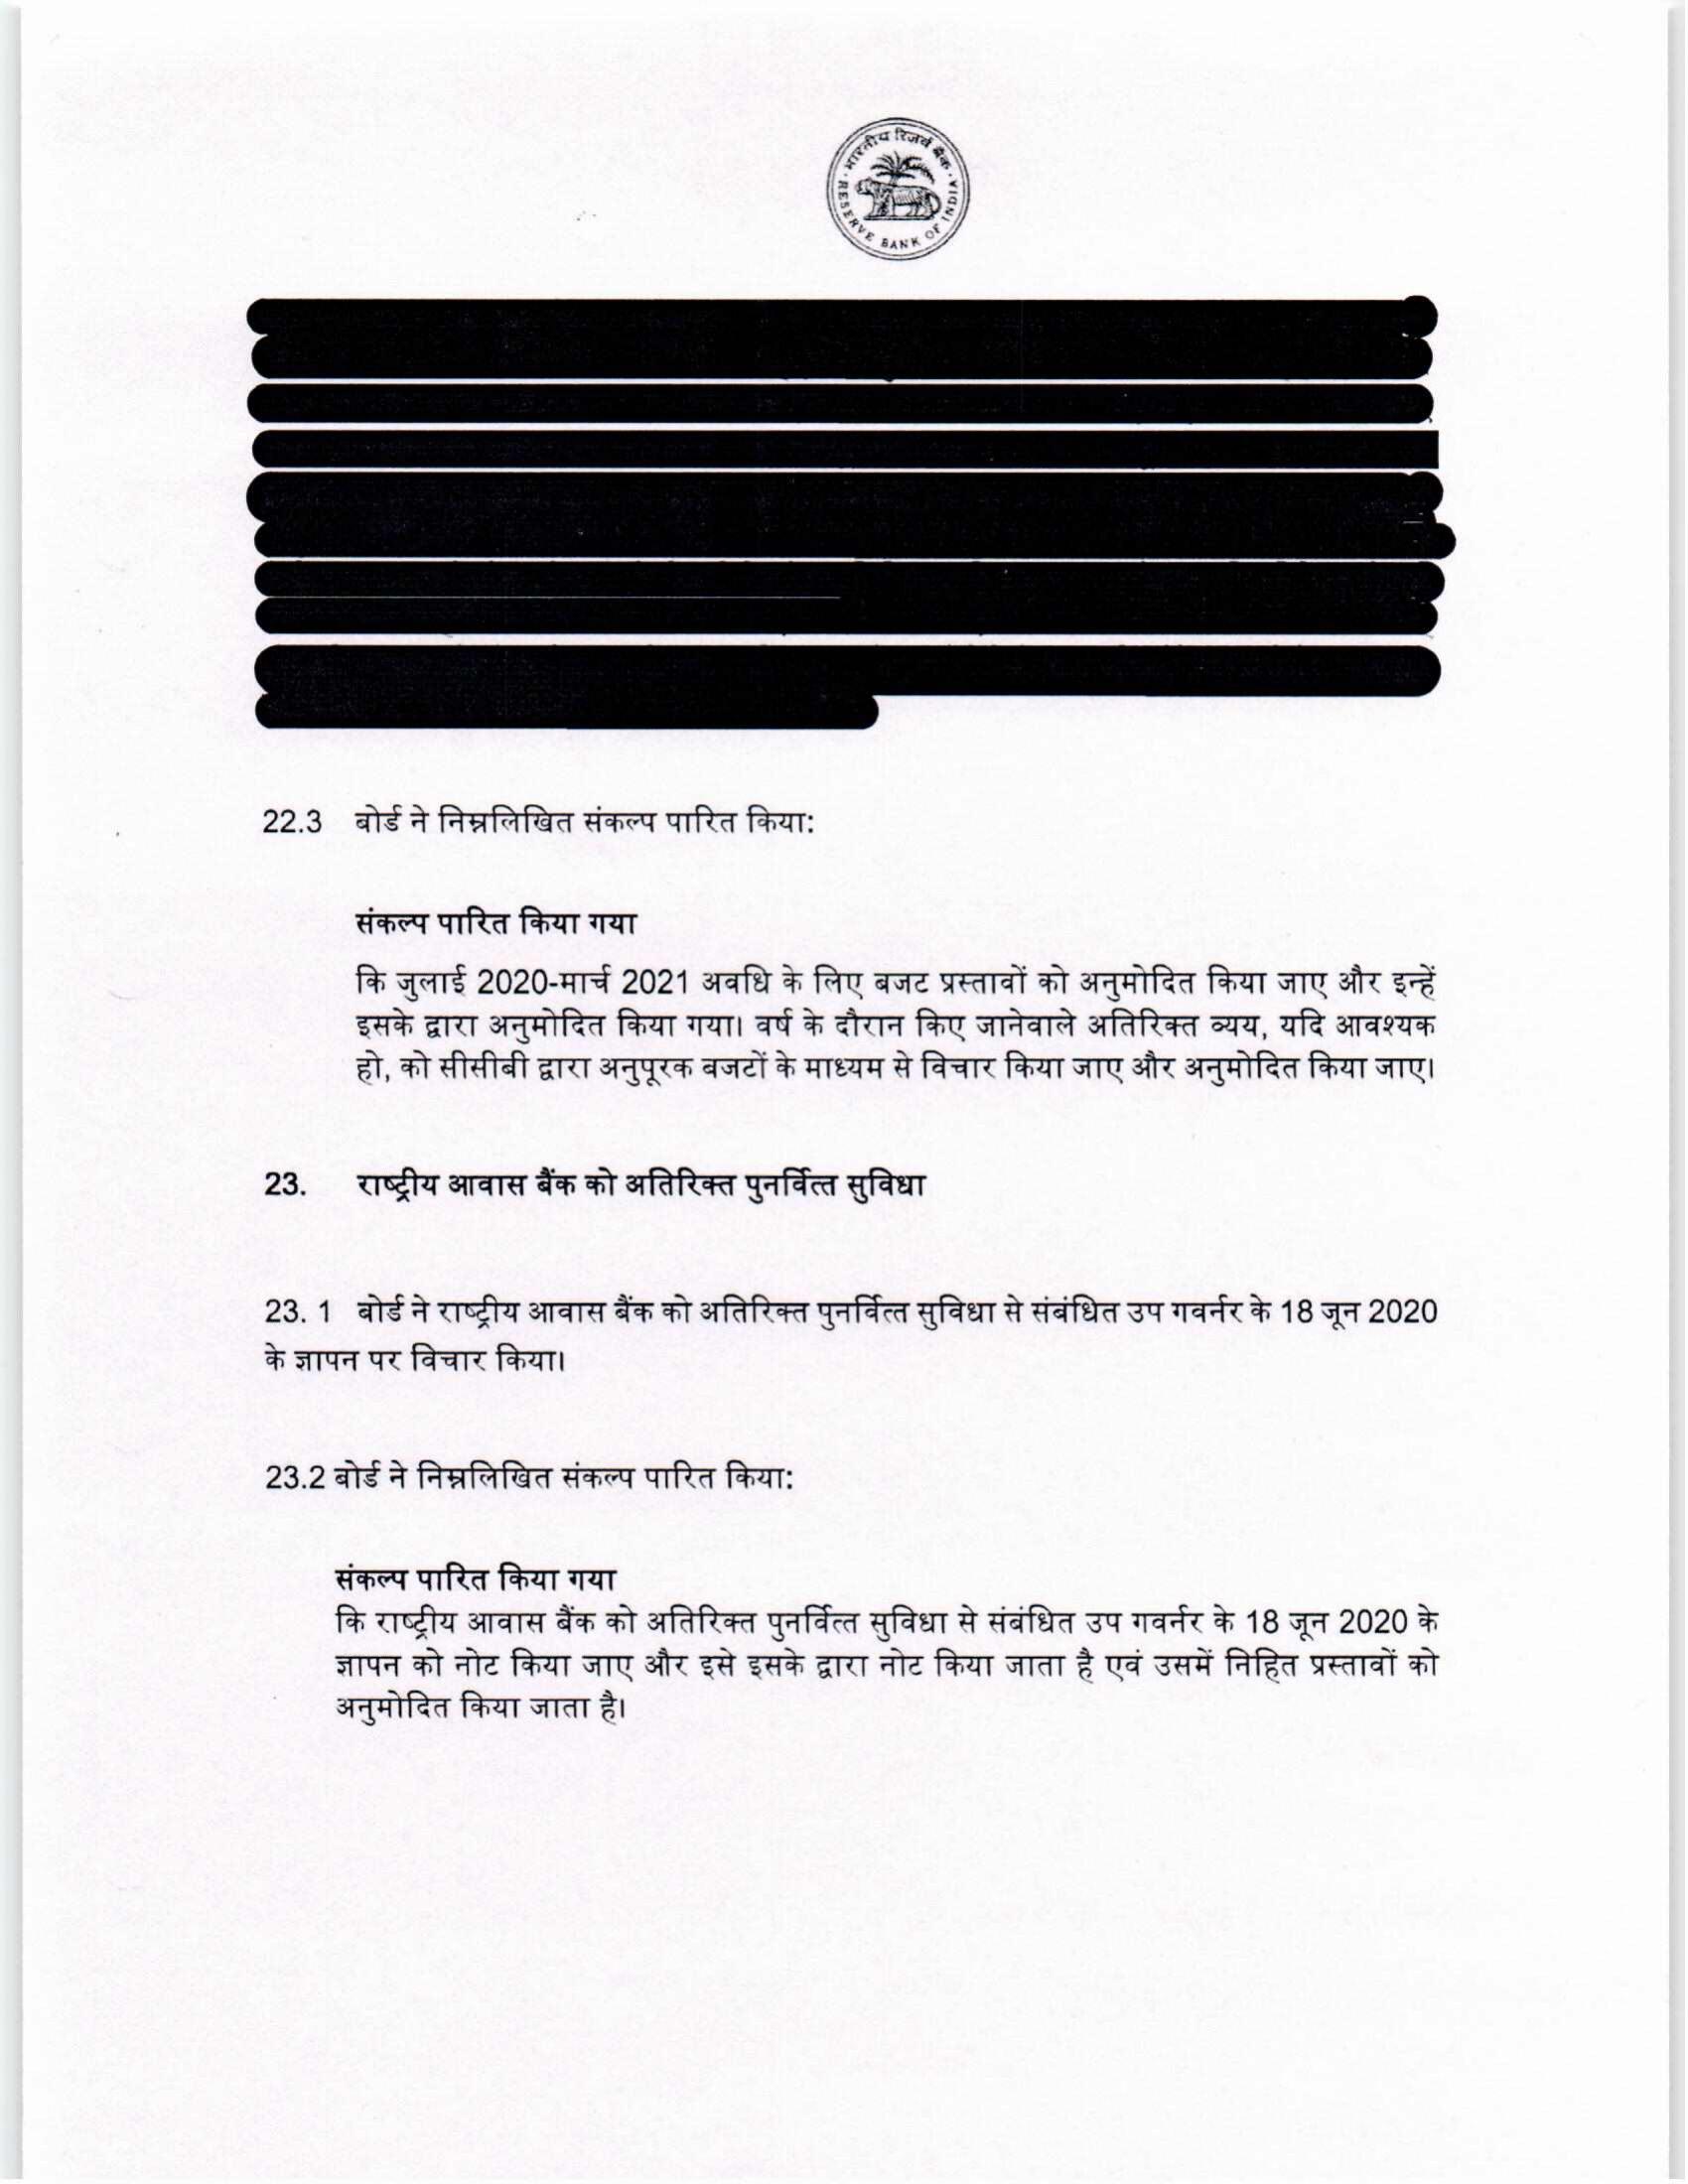 भारतीय रिज़र्व बैंक
RESERVE BANK OF INDIA
22.3 बोर्ड ने निम्नलिखित संकल्प पारित किया:
संकल्प पारित किया गया
कि जुलाई 2020-मार्च 2021 अवधि के लिए बजट प्रस्तावों को अनुमोदित किया जाए और इन्हें
इसके द्वारा अनुमोदित किया गया। वर्ष के दौरान किए जानेवाले अतिरिक्त व्यय, यदि आवश्यक
हो, को सीसीबी द्वारा अनुपूरक बजटों के माध्यम से विचार किया जाए और अनुमोदित किया जाए।
23. राष्ट्रीय आवास बैंक को अतिरिक्त पुनर्वित्त सुविधा
23. 1 बोर्ड ने राष्ट्रीय आवास बैंक को अतिरिक्त पुनर्वित्त सुविधा से संबंधित उप गवर्नर के 18 जून 2020
के ज्ञापन पर विचार किया।
23.2 बोर्ड ने निम्नलिखित संकल्प पारित किया:
संकल्प पारित किया गया
कि राष्ट्रीय आवास बैंक को अतिरिक्त पुनर्वित्त सुविधा से संबंधित उप गवर्नर के 18 जून 2020 के
ज्ञापन को नोट किया जाए और इसे इसके द्वारा नोट किया जाता है एवं उसमें निहित प्रस्तावों को
अनुमोदित किया जाता है।